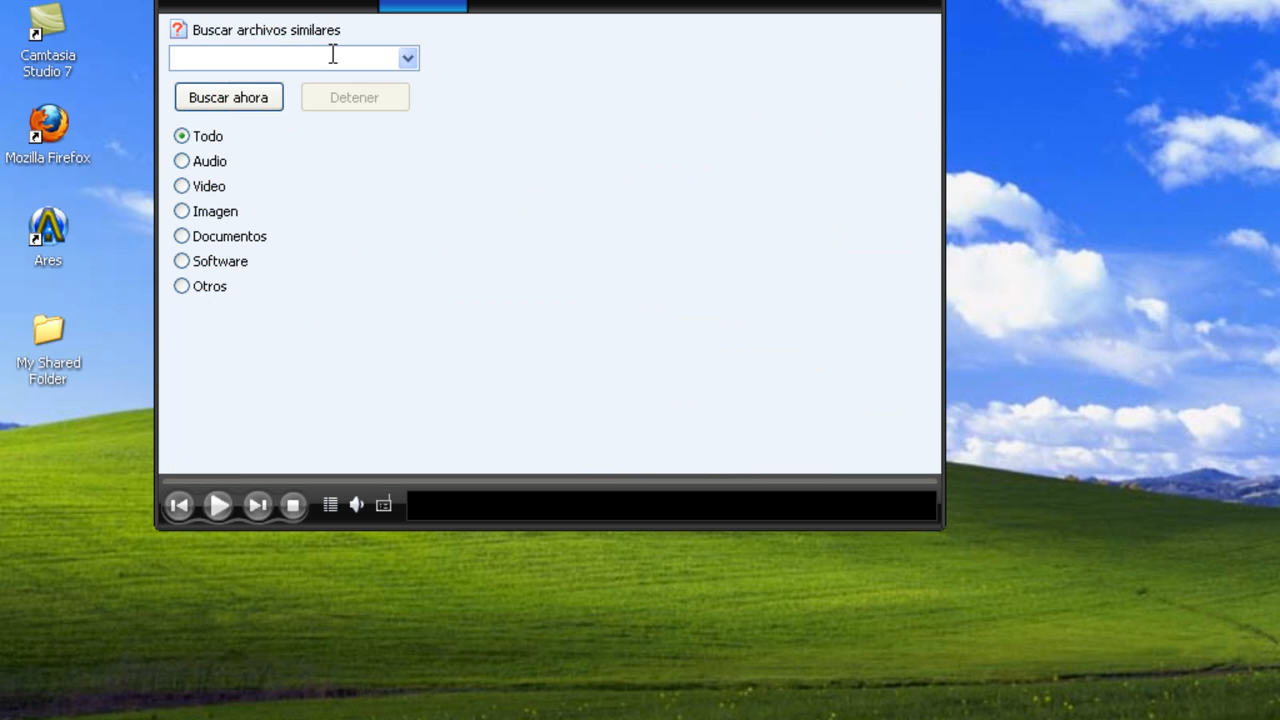 Camtasia
Studio 7
Mozilla Firefox
Ares
My Shared
Folder
Buscar archivos similares
Buscar ahora
Detener
Todo
Audio
Video
Imagen
Documentos
Software
Otros